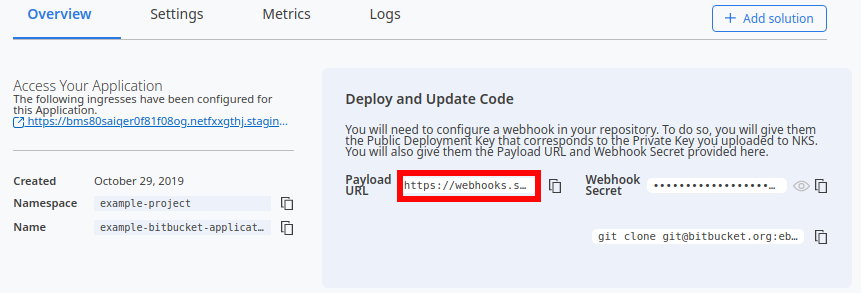 Overview
Settings
Metrics
Logs
+ Add solution
Access Your Application
The following ingresses have been configured for
this Application.
https://bms80saiqer0f81f08og.netfxxgthj.stagin...
Created October 29, 2019
Namespace example-project
Name example-bitbucket-applicat...
Deploy and Update Code
You will need to configure a webhook in your repository. To do so, you will give them
the Public Deployment Key that corresponds to the Private Key you uploaded to NKS.
You will also give them the Payload URL and Webhook Secret provided here.
Payload
URL
https://webhooks.s...
Webhook
Secret
••••••••••••••••••...
git clone git@bitbucket.org:eb...